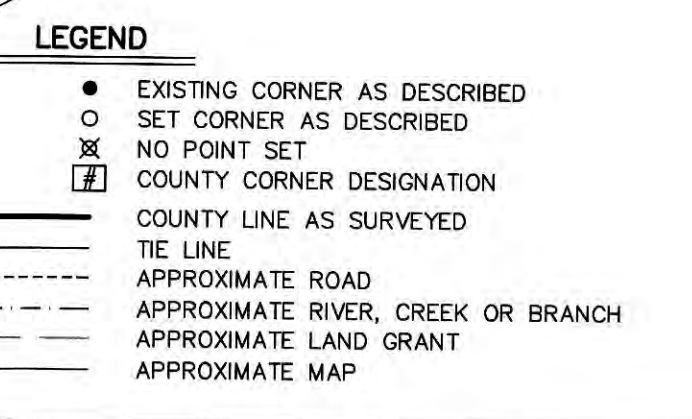 LEGEND
EXISTING CORNER AS DESCRIBED
SET CORNER AS DESCRIBED
NO POINT SET
# COUNTY CORNER DESIGNATION
COUNTY LINE AS SURVEYED
TIE LINE
APPROXIMATE ROAD
APPROXIMATE RIVER, CREEK OR BRANCH
APPROXIMATE LAND GRANT
APPROXIMATE MAP